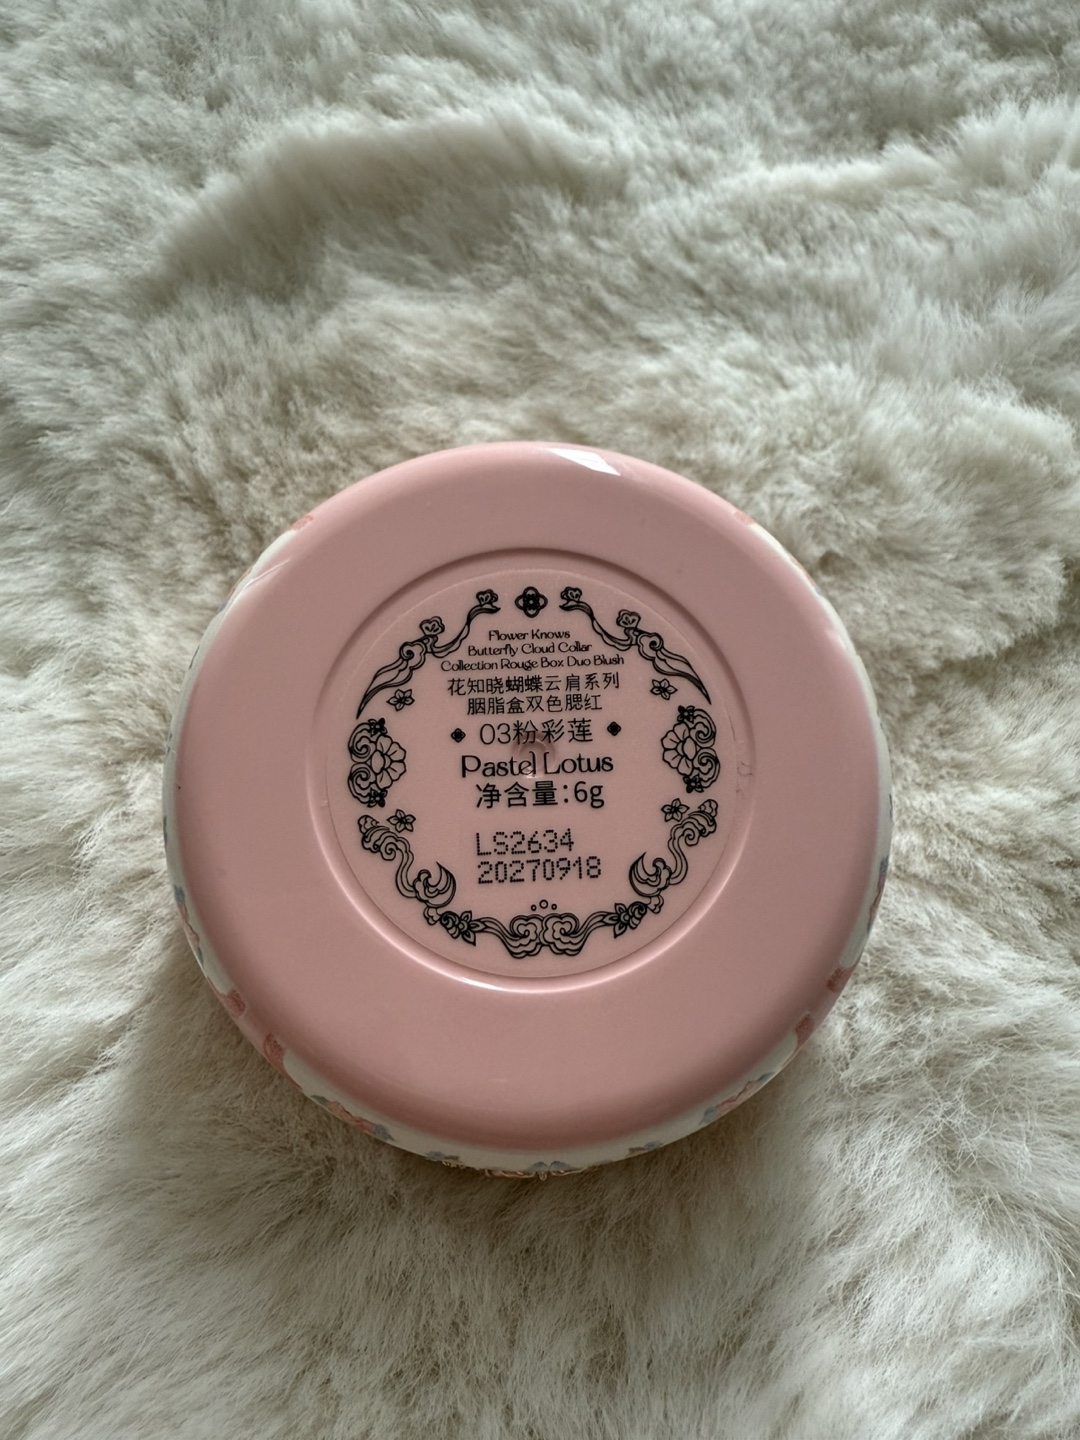 Flower Knows
Butterfly Cloud Collar
Collection Rouge Box Duo Blush
花知晓蝴蝶云肩系列
胭脂盒双色腮红
03粉彩莲
Pastel Lotus
净含量:6g
LS2634
20270918